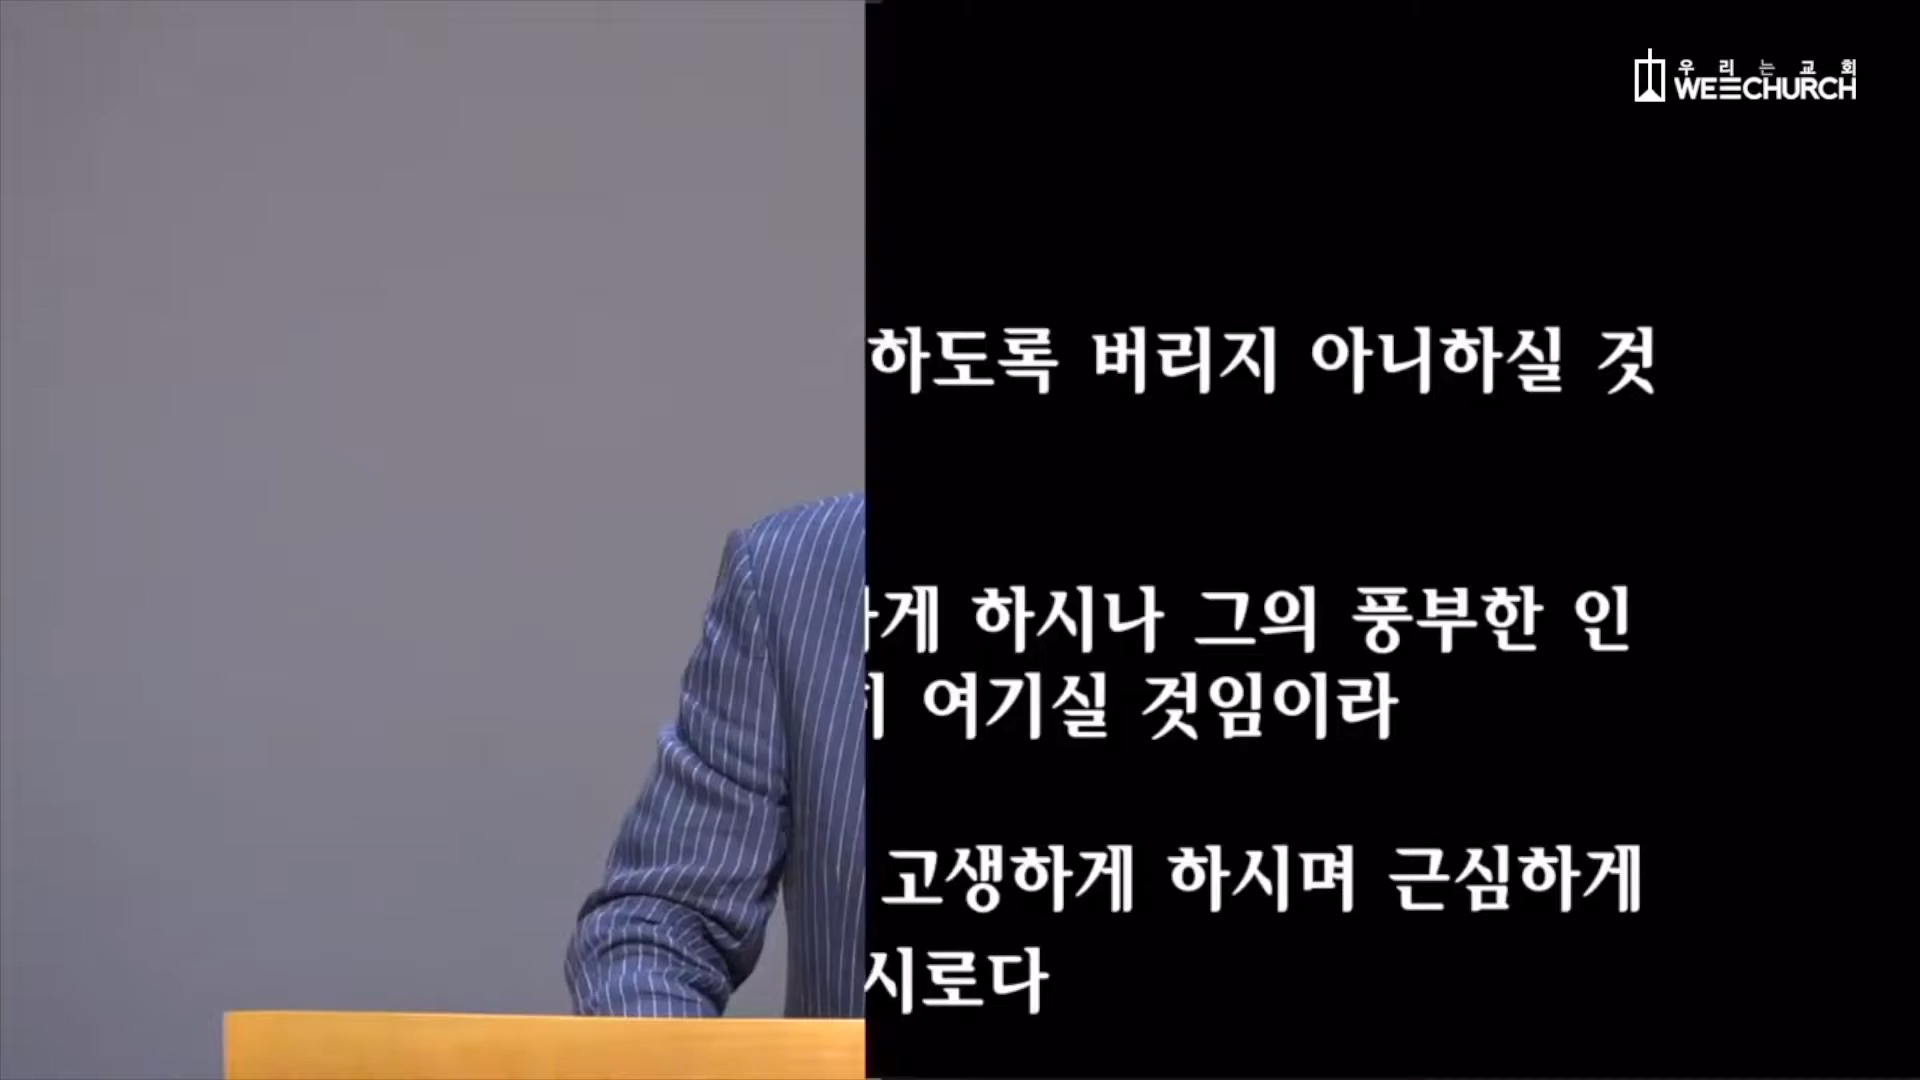 우리는교회
WEECHURCH
하도록 버리지 아니하실 것
게 하시나 그의 풍부한 인
여기실 것임이라
고생하게 하시며 근심하게
시로다